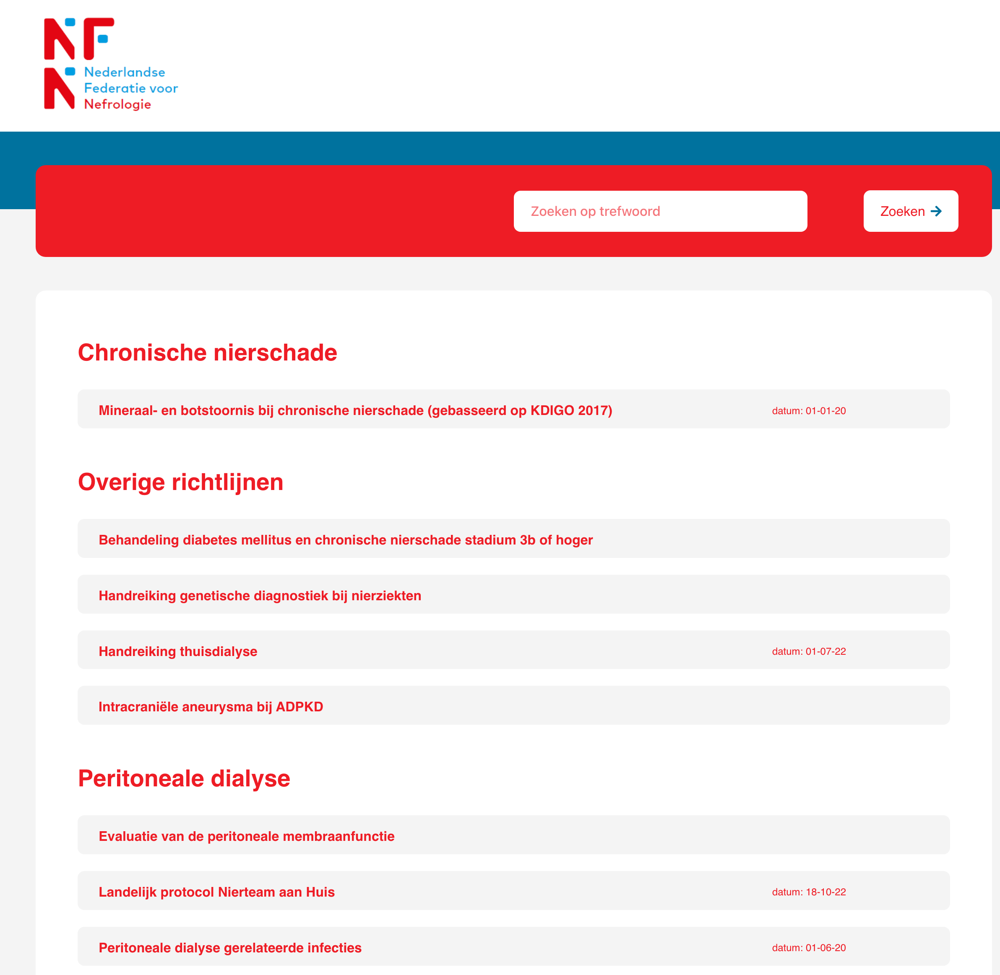 NF
N
Nederlandse
Federatie voor
Nefrologie
Zoeken op trefwoord
Zoeken →
Chronische nierschade
Mineraal- en botstoornis bij chronische nierschade (gebasseerd op KDIGO 2017) datum: 01-01-20
Overige richtlijnen
Behandeling diabetes mellitus en chronische nierschade stadium 3b of hoger
Handreiking genetische diagnostiek bij nierziekten
Handreiking thuisdialyse datum: 01-07-22
Intracraniële aneurysma bij ADPKD
Peritoneale dialyse
Evaluatie van de peritoneale membraanfunctie
Landelijk protocol Nierteam aan Huis datum: 18-10-22
Peritoneale dialyse gerelateerde infecties datum: 01-06-20